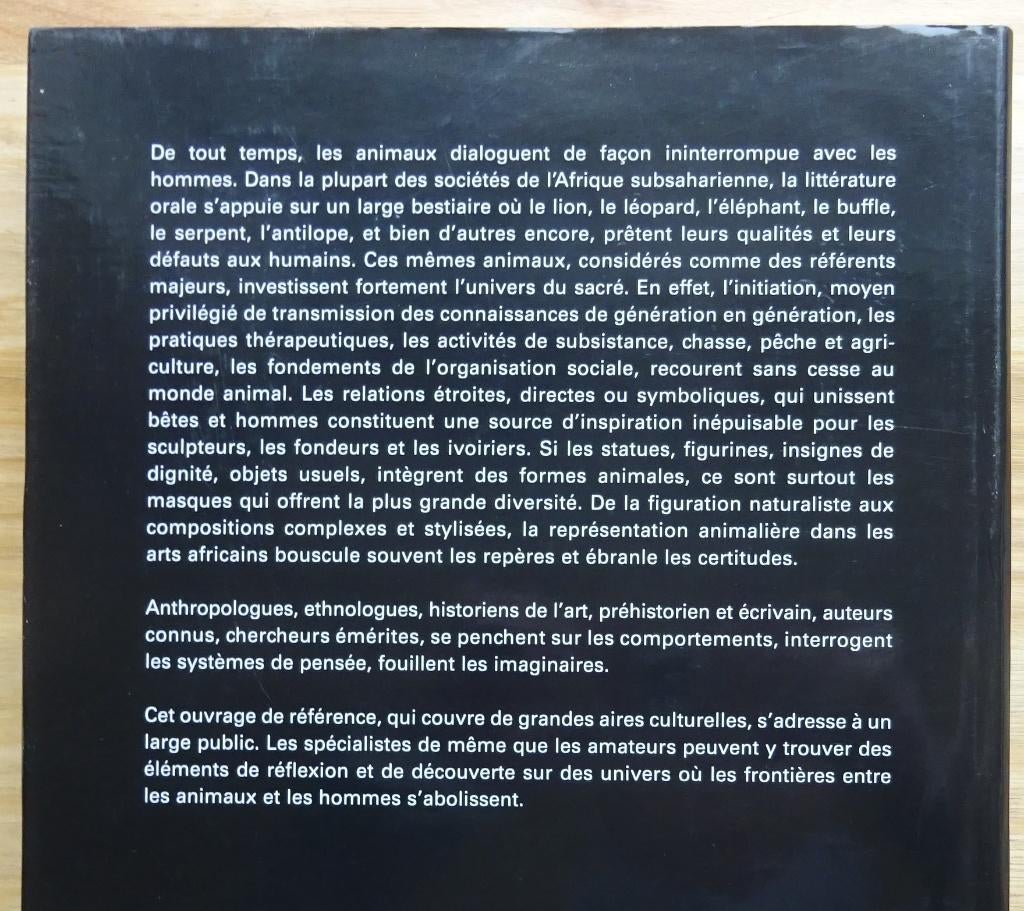 De tout temps, les animaux dialoguent de façon ininterrompue avec les
hommes. Dans la plupart des sociétés de l'Afrique subsaharienne, la littérature
orale s'appuie sur un large bestiaire où le lion, le léopard, l'éléphant, le buffle,
le serpent, l'antilope, et bien d'autres encore, prêtent leurs qualités et leurs
défauts aux humains. Ces mêmes animaux, considérés comme des référents
majeurs, investissent fortement l'univers du sacré. En effet, l'initiation, moyen
privilégié de transmission des connaissances de génération en génération, les
pratiques thérapeutiques, les activités de subsistance, chasse, pêche et agri-
culture, les fondements de l'organisation sociale, recourent sans cesse au
monde animal. Les relations étroites, directes ou symboliques, qui unissent
bêtes et hommes constituent une source d'inspiration inépuisable pour les
sculpteurs, les fondeurs et les ivoiriers. Si les statues, figurines, insignes de
dignité, objets usuels, intègrent des formes animales, ce sont surtout les
masques qui offrent la plus grande diversité. De la figuration naturaliste aux
compositions complexes et stylisées, la représentation animalière dans les
arts africains bouscule souvent les repères et ébranle les certitudes.
Anthropologues, ethnologues, historiens de l'art, préhistorien et écrivain, auteurs
connus, chercheurs émérites, se penchent sur les comportements, interrogent
les systèmes de pensée, fouillent les imaginaires.
Cet ouvrage de référence, qui couvre de grandes aires culturelles, s'adresse à un
large public. Les spécialistes de même que les amateurs peuvent y trouver des
éléments de réflexion et de découverte sur des univers où les frontières entre
les animaux et les hommes s'abolissent.